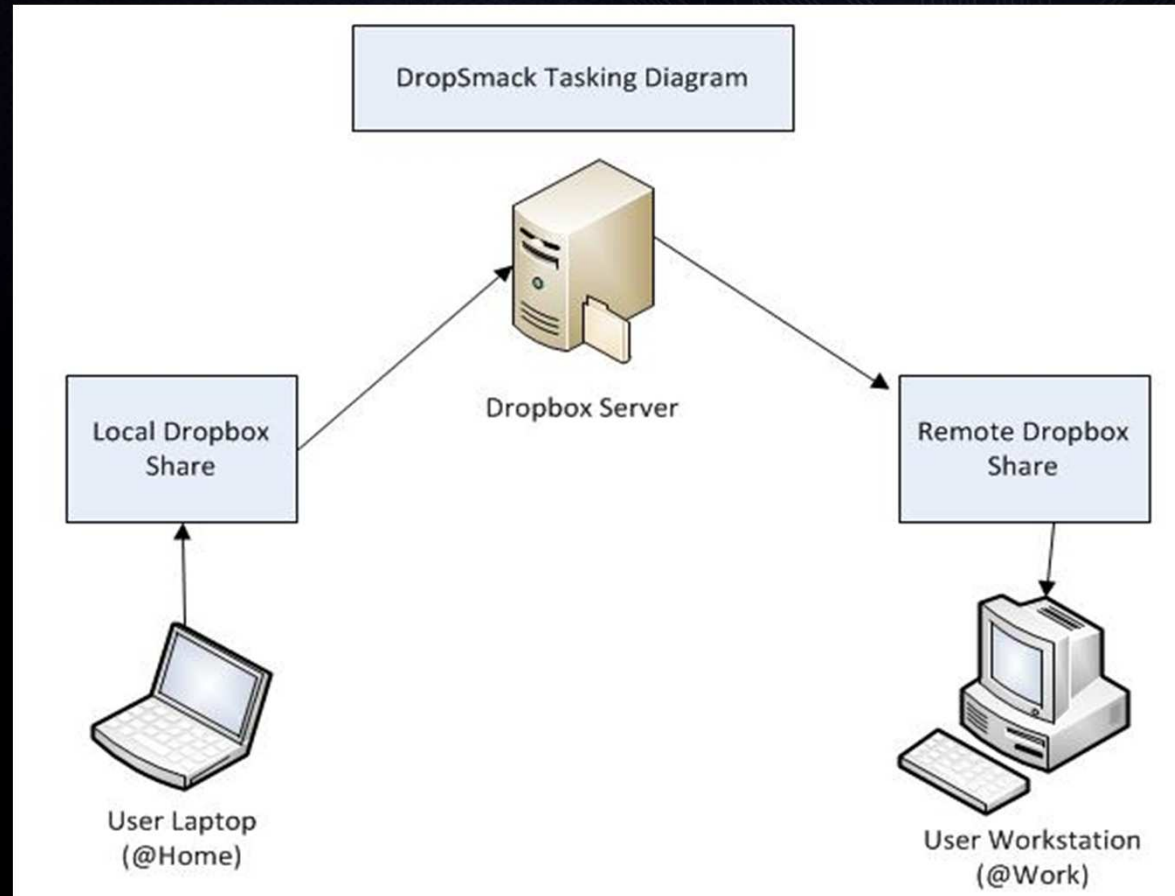 DropSmack Tasking Diagram
Dropbox Server
Local Dropbox
Share
Remote Dropbox
Share
User Laptop
(@Home)
User Workstation
(@Work)